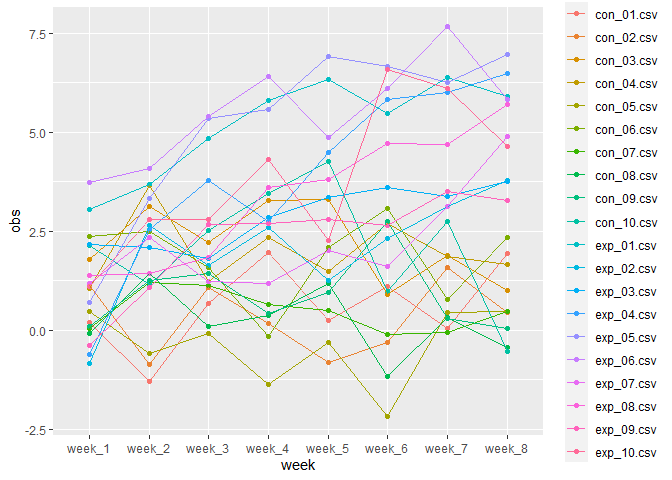 7.5
5.0
2.5
0.0
-2.5
obs
week_1 week_2 week_3 week_4 week_5 week_6 week_7 week_8
week
con_01.csv
con_02.csv
con_03.csv
con_04.csv
con_05.csv
con_06.csv
con_07.csv
con_08.csv
con_09.csv
con_10.csv
exp_01.csv
exp_02.csv
exp_03.csv
exp_04.csv
exp_05.csv
exp_06.csv
exp_07.csv
exp_08.csv
exp_09.csv
exp_10.csv